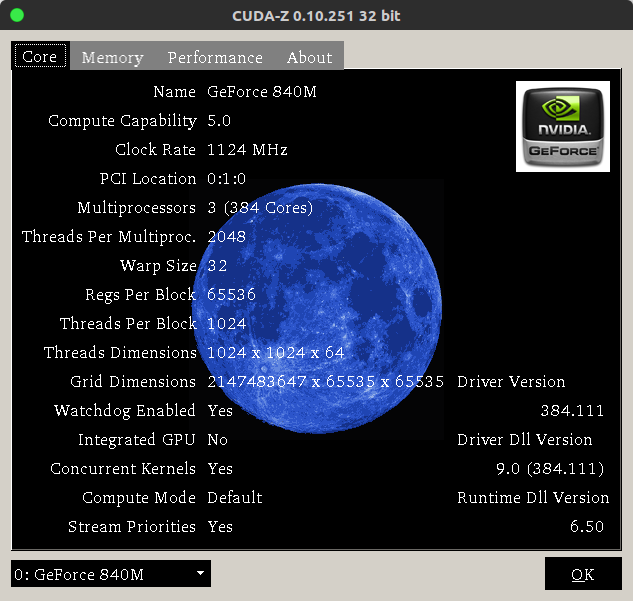 CUDA-Z 0.10.251 32 bit
Core Memory Performance About
Name GeForce 840M
Compute Capability 5.0
Clock Rate 1124 MHz
PCI Location 0:1:0
Multiprocessors 3 (384 Cores)
Threads Per Multiproc. 2048
Warp Size 32
Regs Per Block 65536
Threads Per Block 1024
Threads Dimensions 1024 x 1024 x 64
Grid Dimensions 2147483647 x 65535 x 65535 Driver Version
Watchdog Enabled Yes 384.111
Integrated GPU No Driver Dll Version
Concurrent Kernels Yes 9.0 (384.111)
Compute Mode Default Runtime Dll Version
Stream Priorities Yes 6.50
NVIDIA.
GEFORCE
0: GeForce 840M
OK